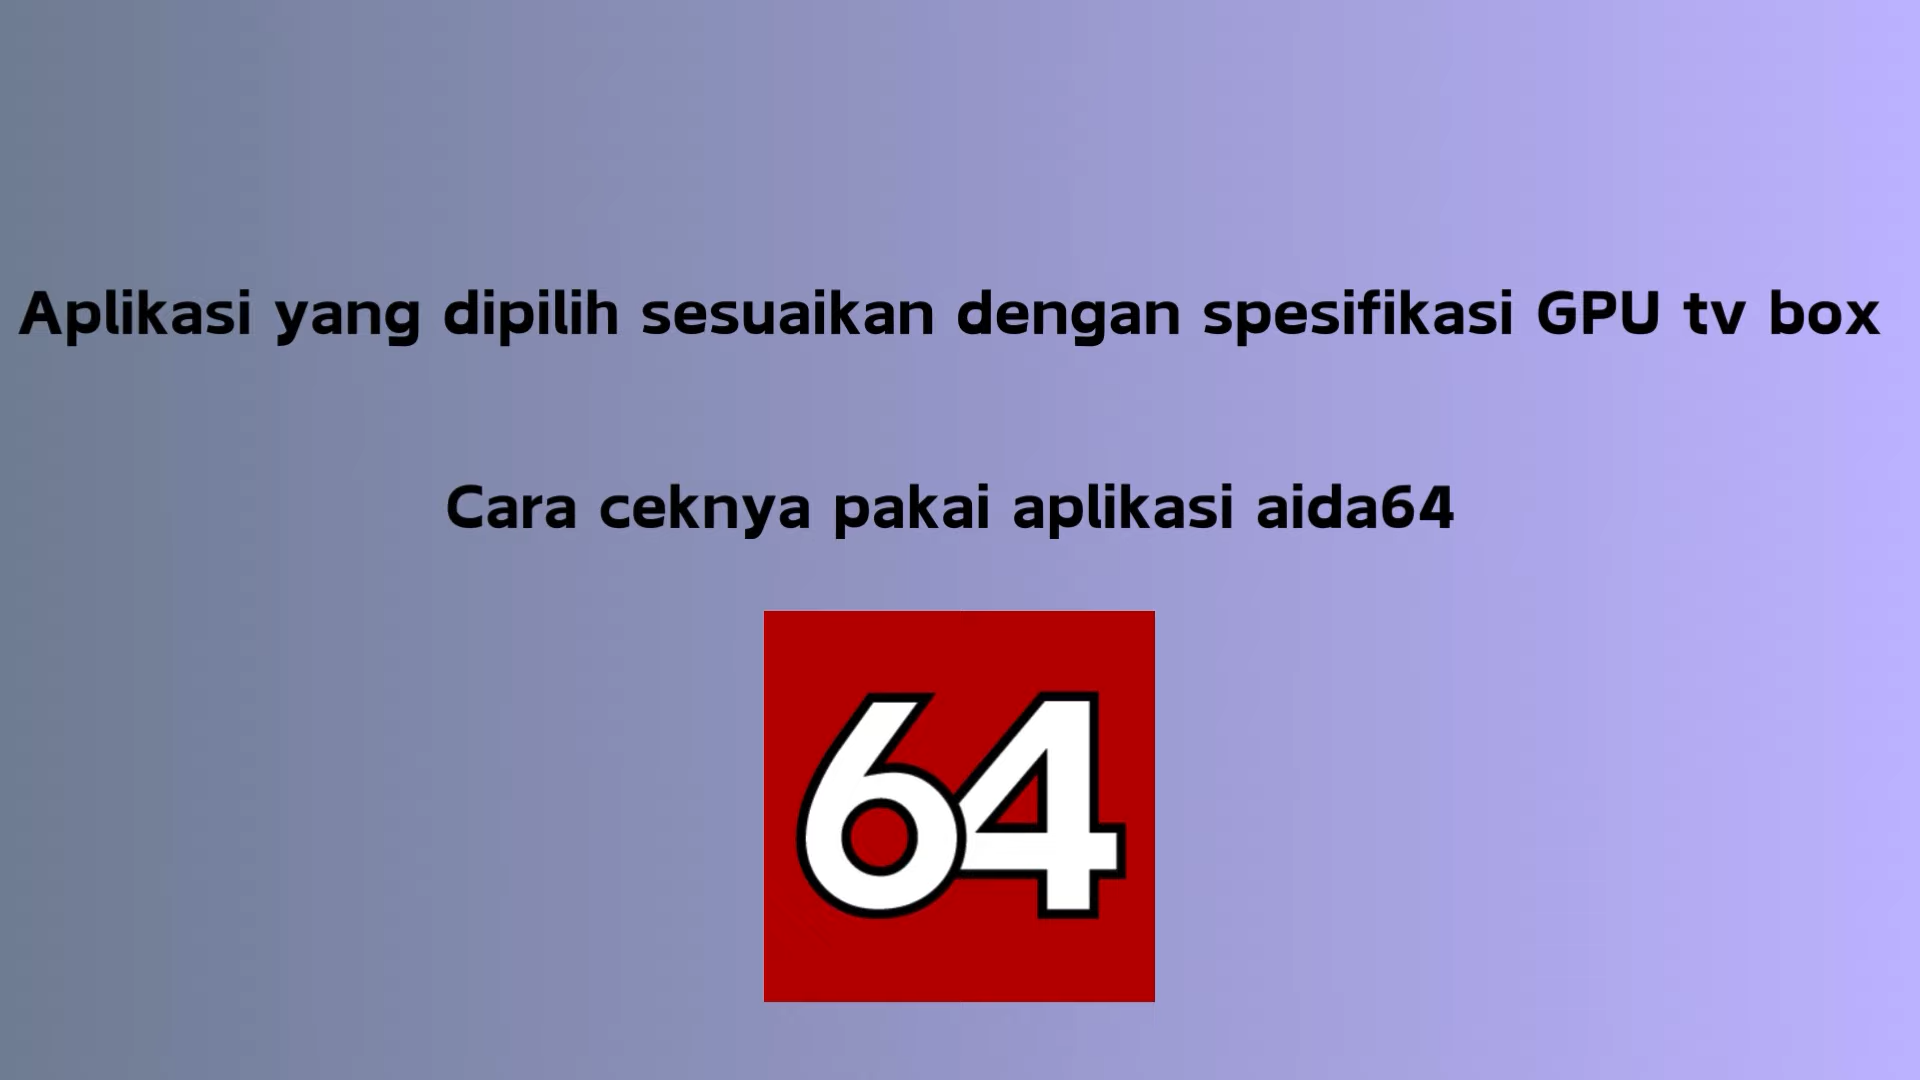 Aplikasi yang dipilih sesuaikan dengan spesifikasi GPU tv box
Cara ceknya pakai aplikasi aida64
64